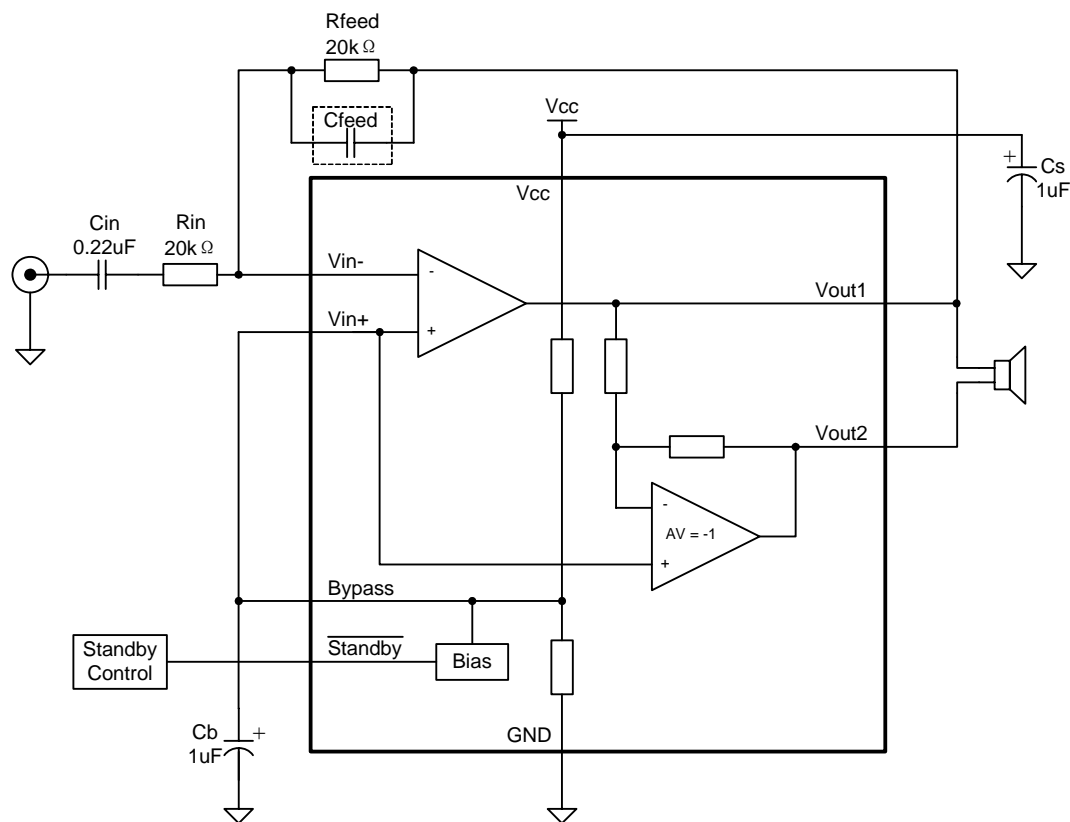 Rfeed
20kΩ
Cfeed
Vcc
+ Cs
1uF
Vcc
Cin
0.22uF
Rin
20kΩ
Vin-
-
Vout1
Vin+
+
Vout2
-
AV = -1
+
Bypass
Standby
Bias
Standby
Control
GND
Cb +
1uF